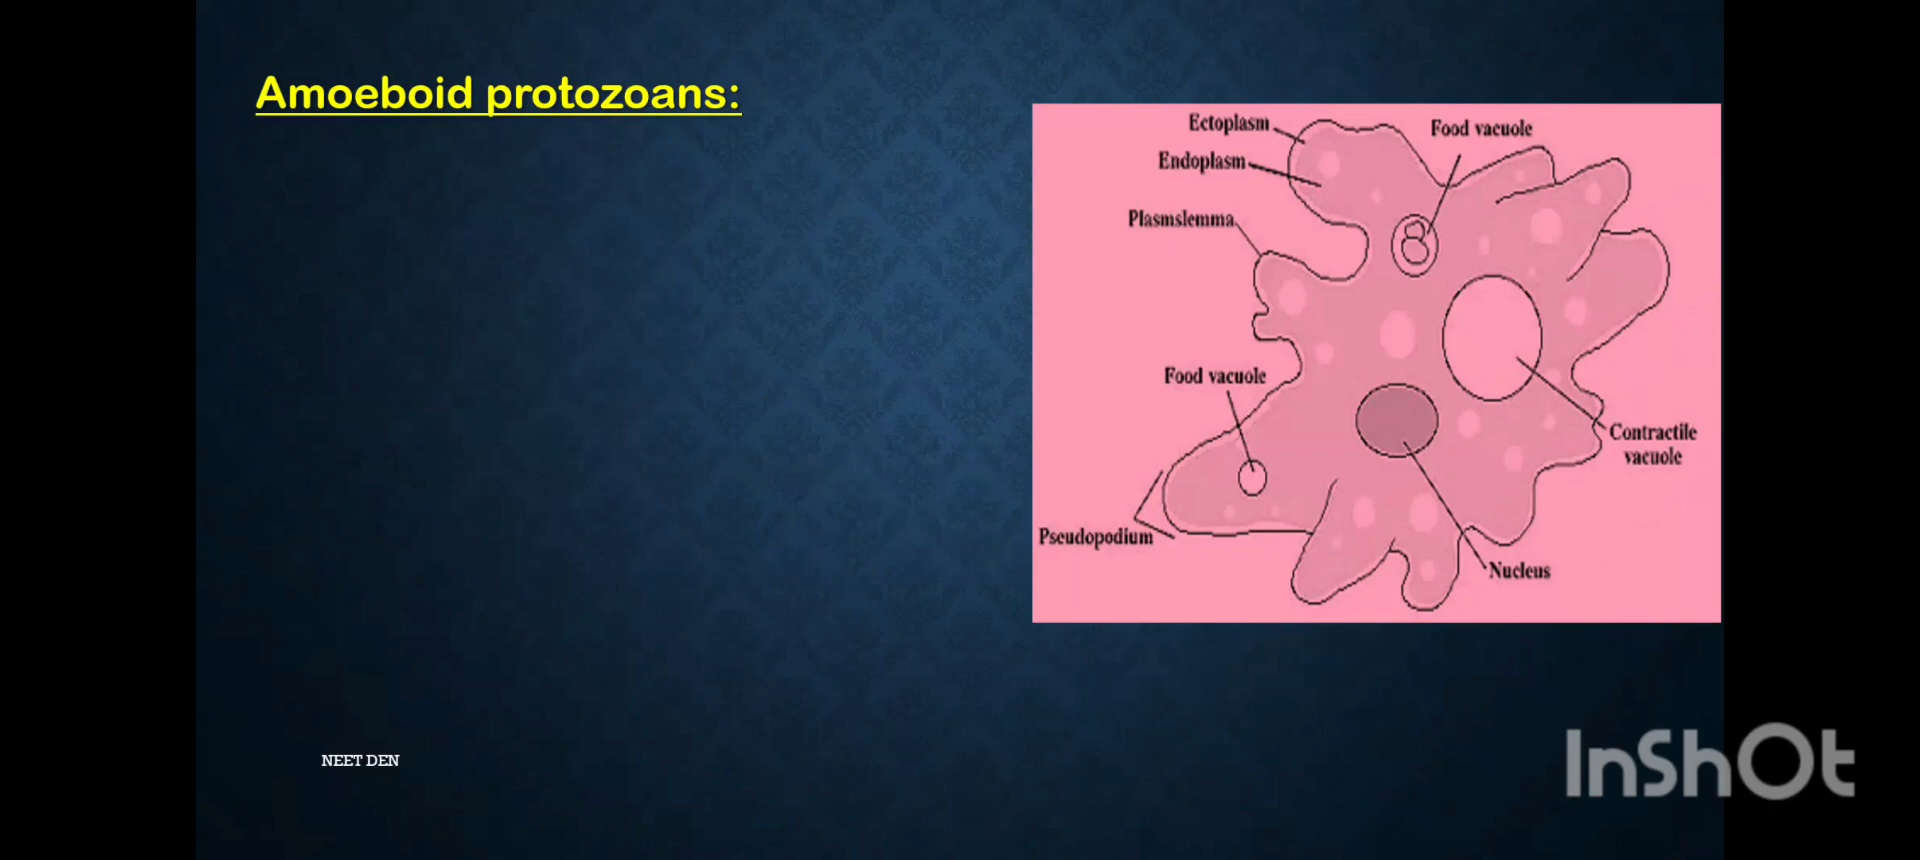 Amoeboid protozoans:
Ectoplasm
Food vacuole
Endoplasm
Plasmslemma
Food vacuole
Contractile
vacuole
Pseudopodium
Nucleus
NEET DEN
InShOt